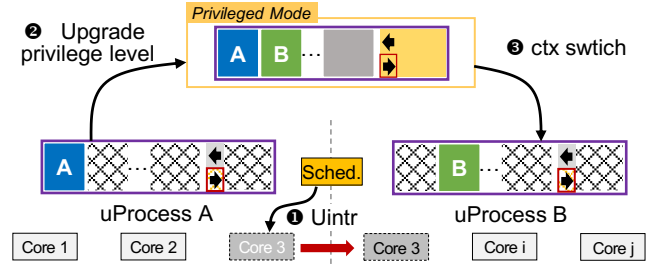 Privileged Mode
❷ Upgrade
privilege level
A B ...
❸ ctx swtich
A ... ...
Sched.
... B ... ...
uProcess A
❶ Uintr
uProcess B
Core 1 Core 2 Core 3 Core 3 Core i Core j